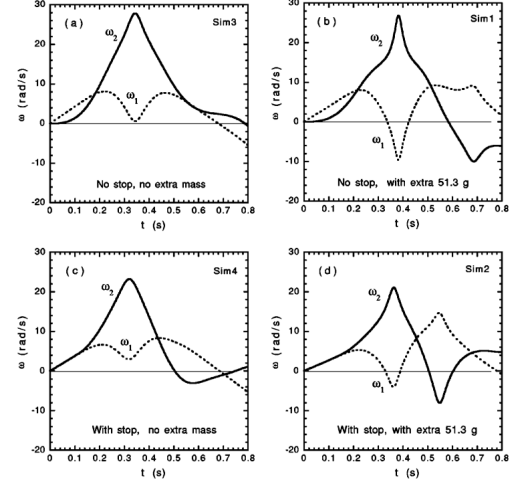 (a)
Sim3
ω2
ω1
No stop, no extra mass
ω (rad/s)
30
20
10
0
-10
-20
0 0.1 0.2 0.3 0.4 0.5 0.6 0.7 0.8
t (s)
(b)
Sim1
ω2
ω1
No stop, with extra 51.3 g
ω (rad/s)
30
20
10
0
-10
-20
0 0.1 0.2 0.3 0.4 0.5 0.6 0.7 0.8
t (s)
(c)
Sim4
ω2
ω1
With stop, no extra mass
ω (rad/s)
30
20
10
0
-10
-20
0 0.1 0.2 0.3 0.4 0.5 0.6 0.7 0.8
t (s)
(d)
Sim2
ω2
ω1
With stop, with extra 51.3 g
ω (rad/s)
30
20
10
0
-10
-20
0 0.1 0.2 0.3 0.4 0.5 0.6 0.7 0.8
t (s)